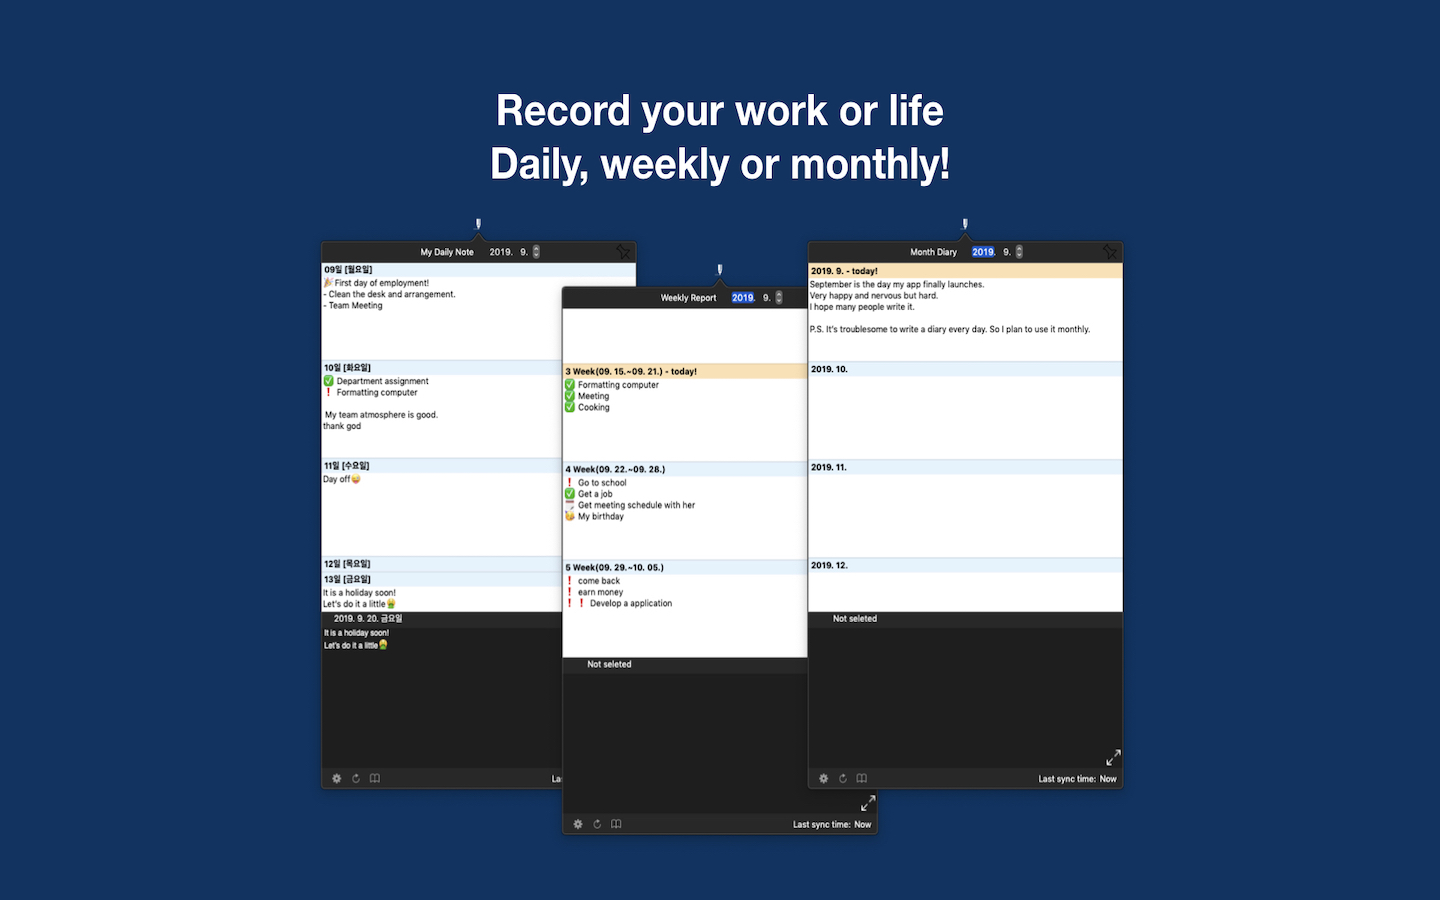 Record your work or life
Daily, weekly or monthly!
My Daily Note 2019. 9.
09일 [월요일]
🎉 First day of employment!
- Clean the desk and arrangement.
- Team Meeting
10일 [화요일]
✅ Department assignment
❗ Formatting computer
My team atmosphere is good.
thank god
11일 [수요일]
Day off
12일 [목요일]
13일 [금요일]
It is a holiday soon!
Let's do it a little
2019. 9. 20. 금요일
It is a holiday soon!
Let's do it a little
Weekly Report 2019. 9.
3 Week(09. 15.~09. 21.) - today!
✅ Formatting computer
✅ Meeting
✅ Cooking
4 Week(09. 22.~09. 28.)
❗ Go to school
✅ Get a job
Get meeting schedule with her
My birthday
5 Week(09. 29.~10. 05.)
❗ come back
❗ earn money
❗ ❗ Develop a application
Not seleted
Last sync time: Now
Month Diary 2019. 9.
2019. 9. - today!
September is the day my app finally launches.
Very happy and nervous but hard.
I hope many people write it.
P.S. It's troublesome to write a diary every day. So I plan to use it monthly.
2019. 10.
2019. 11.
2019. 12.
Not seleted
Last sync time: Now